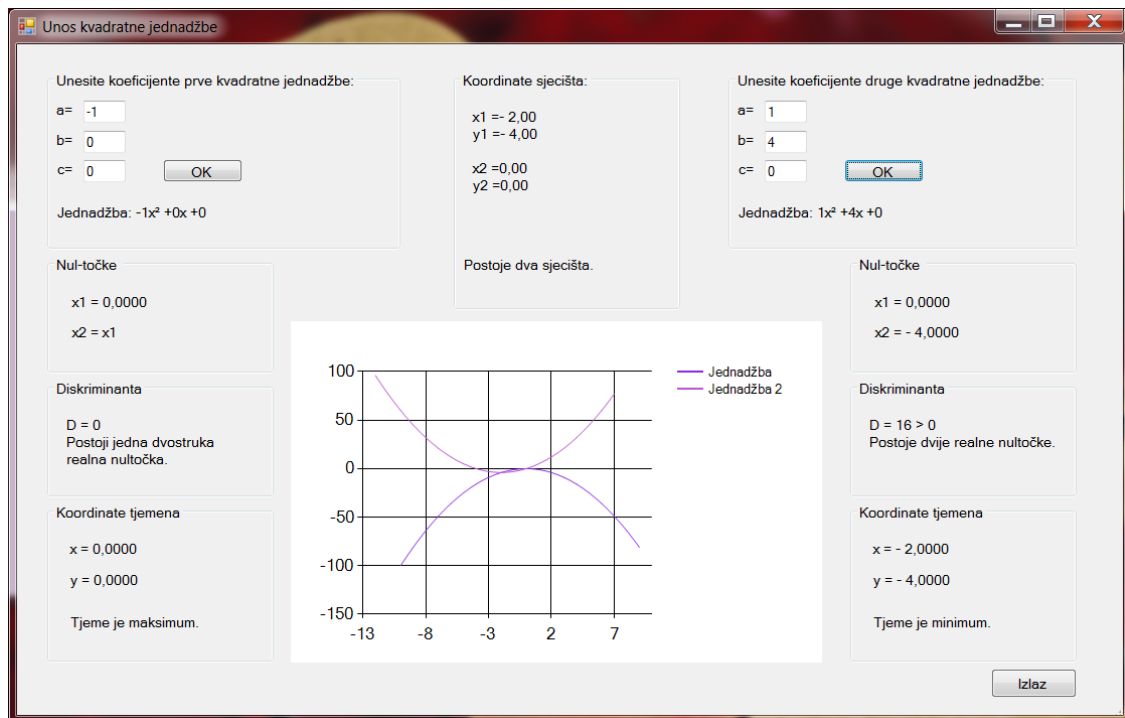 Unos kvadratne jednadžbe
Unesite koeficijente prve kvadratne jednadžbe:
a= -1
b= 0
c= 0 OK
Jednadžba: -1x² +0x +0
Koordinate sjecišta:
x1 =- 2,00
y1 =- 4,00
x2 =0,00
y2 =0,00
Postoje dva sjecišta.
Unesite koeficijente druge kvadratne jednadžbe:
a= 1
b= 4
c= 0 OK
Jednadžba: 1x² +4x +0
Nul-točke
x1 = 0,0000
x2 = x1
Diskriminanta
D = 0
Postoji jedna dvostruka
realna nultočka.
Koordinate tjemena
x = 0,0000
y = 0,0000
Tjeme je maksimum.
100
50
0
-50
-100
-150
-13 -8 -3 2 7
Jednadžba
Jednadžba 2
Nul-točke
x1 = 0,0000
x2 = - 4,0000
Diskriminanta
D = 16 > 0
Postoje dvije realne nultočke.
Koordinate tjemena
x = - 2,0000
y = - 4,0000
Tjeme je minimum.
Izlaz